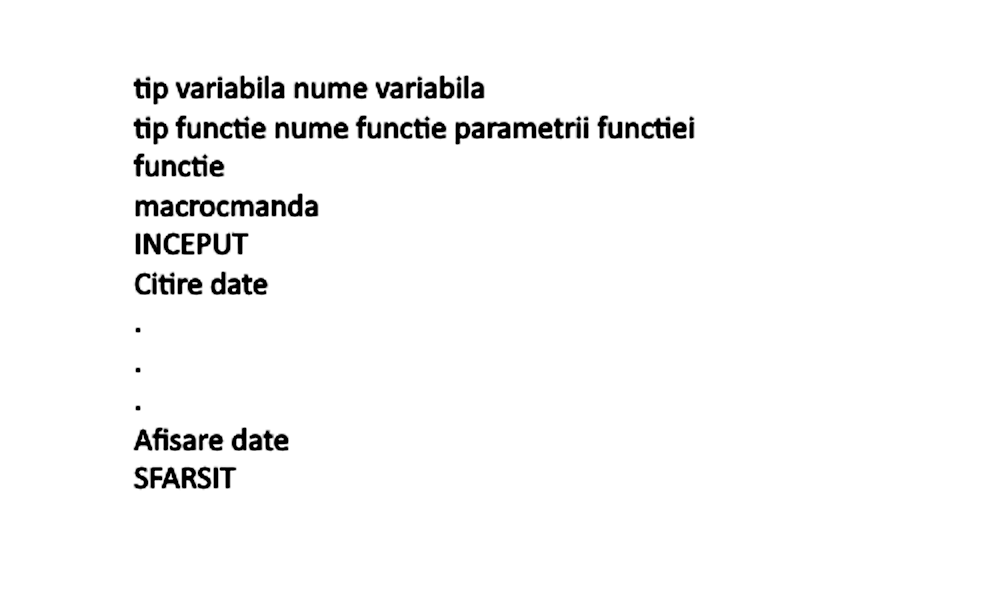 tip variabila nume variabila
tip functie nume functie parametrii functiei
functie
macrocmanda
INCEPUT
Citire date
.
.
.
Afisare date
SFARSIT